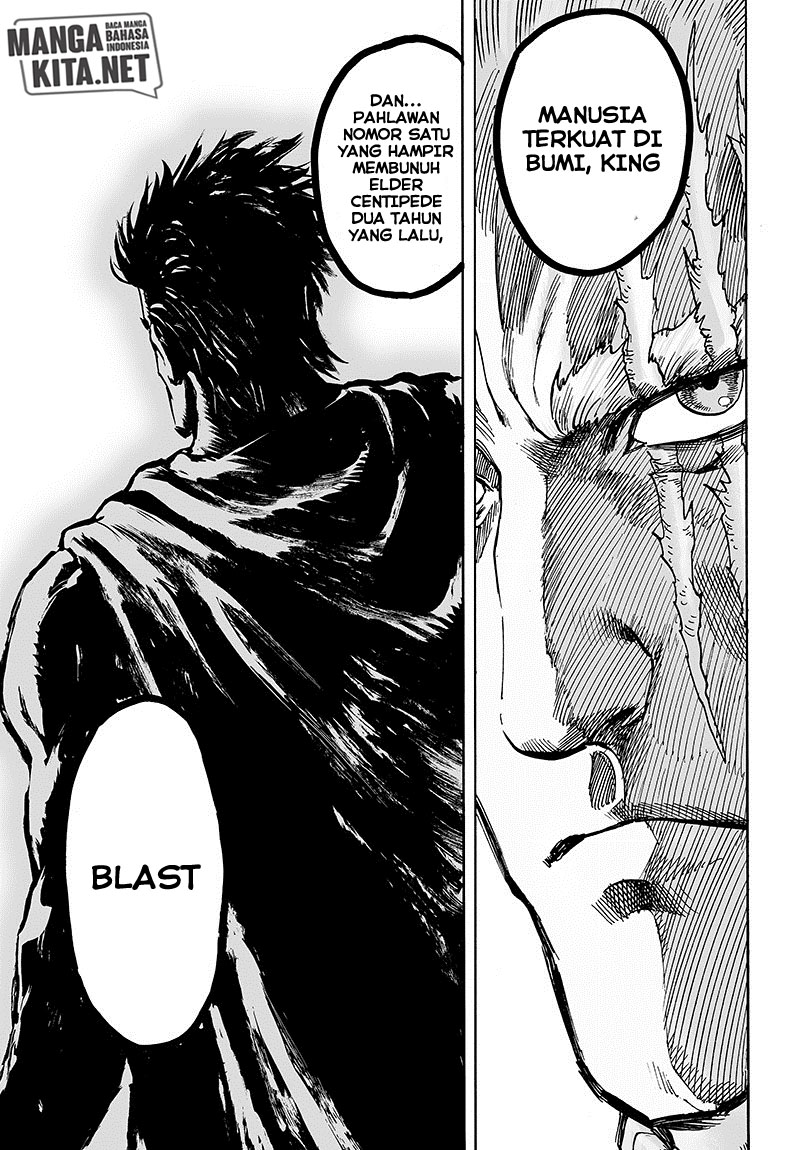 MANGA
KITA.NET
BACA MANGA
BAHASA
INDONESIA
MANUSIA
TERKUAT DI
BUMI, KING
DAN...
PAHLAWAN
NOMOR SATU
YANG HAMPIR
MEMBUNUH
ELDER
CENTIPEDE
DUA TAHUN
YANG LALU,
BLAST